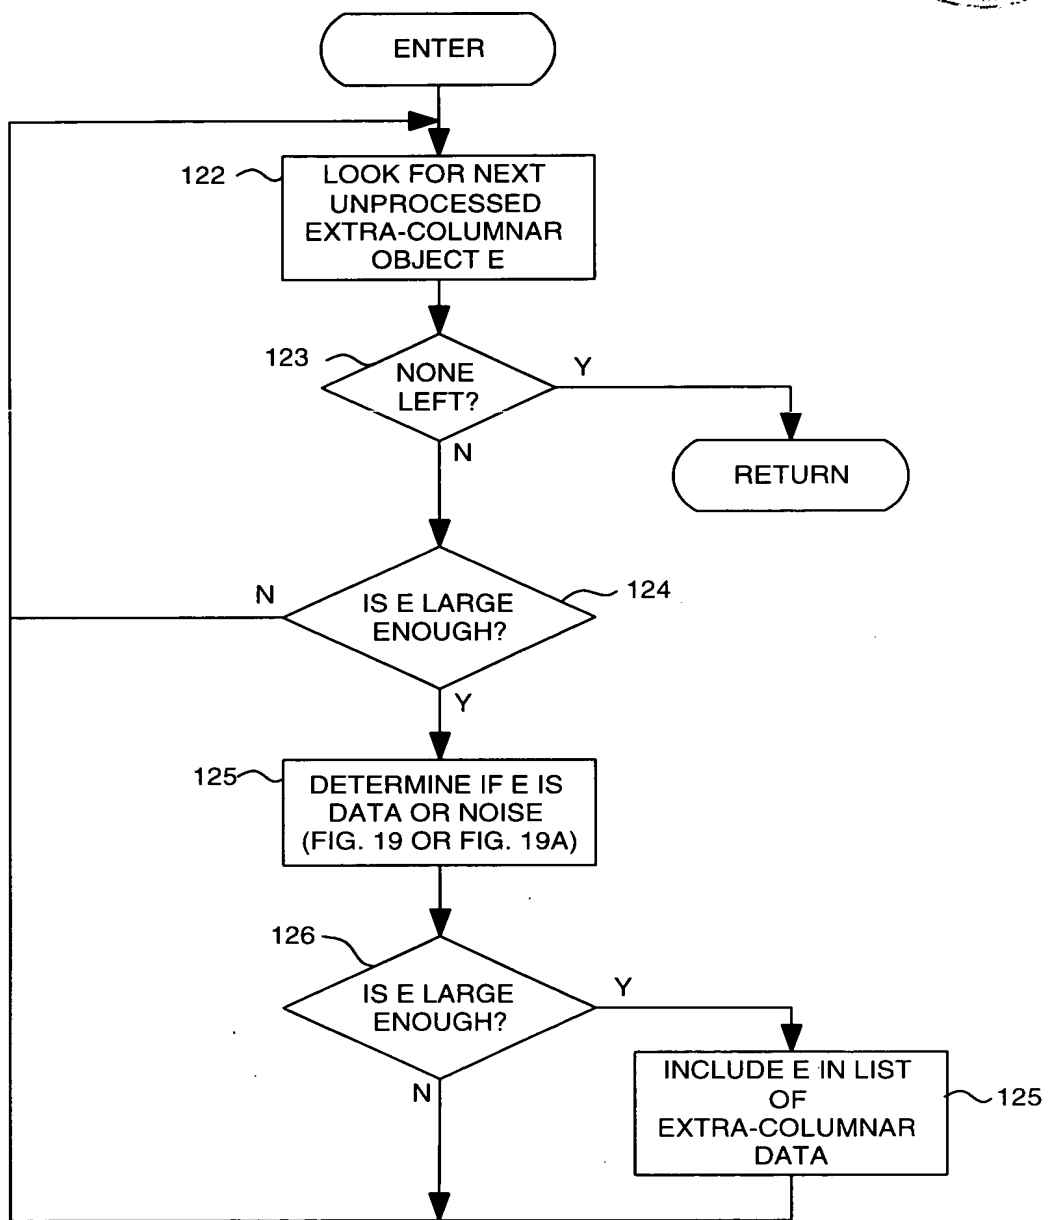 ENTER
122
LOOK FOR NEXT
UNPROCESSED
EXTRA-COLUMNAR
OBJECT E
123
NONE
LEFT?
Y
N
RETURN
N
IS E LARGE
ENOUGH?
124
Y
125
DETERMINE IF E IS
DATA OR NOISE
(FIG. 19 OR FIG. 19A)
126
IS E LARGE
ENOUGH?
Y
N
INCLUDE E IN LIST
OF
EXTRA-COLUMNAR
DATA
125